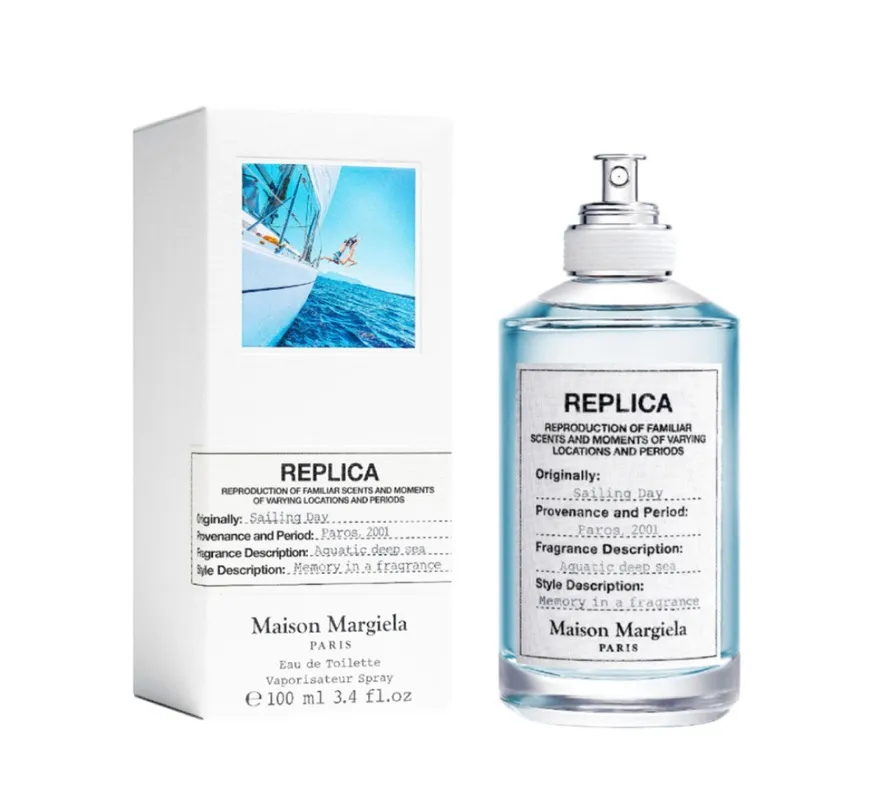 REPLICA
REPRODUCTION OF FAMILIAR SCENTS AND MOMENTS
OF VARYING LOCATIONS AND PERIODS
Originally: Sailing Day
Provenance and Period: Paros, 2001
Fragrance Description: Aquatic deep sea
Style Description: Memory in a fragrance
Maison Margiela
PARIS
Eau de Toilette
Vaporisateur Spray
℮ 100 ml 3.4 fl.oz
REPLICA
REPRODUCTION OF FAMILIAR
SCENTS AND MOMENTS OF VARYING
LOCATIONS AND PERIODS
Originally:
Sailing Day
Provenance and Period:
Paros, 2001
Fragrance Description:
Aquatic deep sea
Style Description:
Memory in a fragrance
Maison Margiela
PARIS